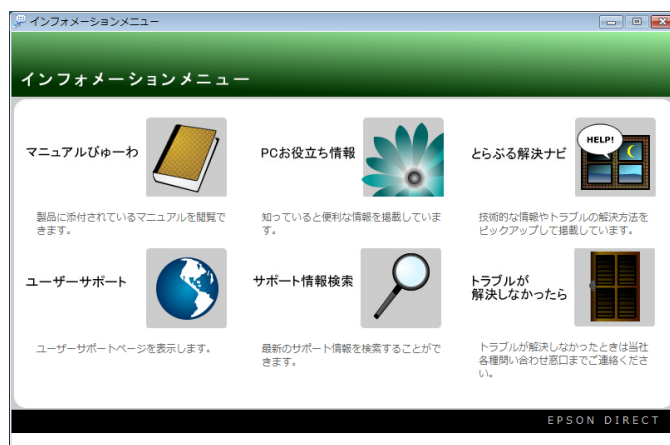 インフォメーションメニュー
インフォメーションメニュー
マニュアルびゅーわ
製品に添付されているマニュアルを閲覧で
きます。
PCお役立ち情報
知っていると便利な情報を掲載していま
す。
とらぶる解決ナビ
HELP!
技術的な情報やトラブルの解決方法を
ピックアップして掲載しています。
ユーザーサポート
ユーザーサポートページを表示します。
サポート情報検索
最新のサポート情報を検索することがで
きます。
トラブルが
解決しなかったら
トラブルが解決しなかったときは当社
各種問い合わせ窓口までご連絡くださ
い。
EPSON DIRECT